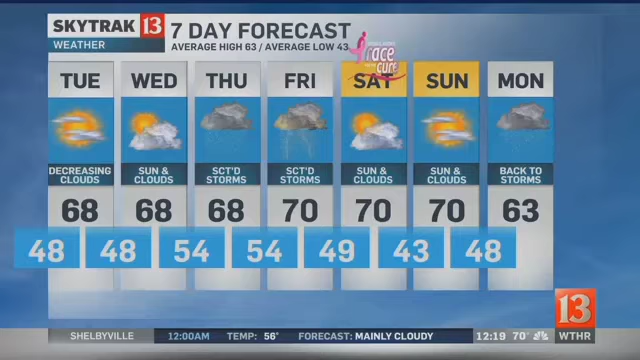 SKYTRAK 13
WEATHER
7 DAY FORECAST
AVERAGE HIGH 63 / AVERAGE LOW 43
race
cure
TUE WED THU FRI SAT SUN MON
DECREASING CLOUDS
SUN & CLOUDS
SCT'D STORMS
SCT'D STORMS
SUN & CLOUDS
SUN & CLOUDS
BACK TO STORMS
68 68 68 70 70 70 63
48 48 54 54 49 43 48
13
WTHR
SHELBYVILLE 12:00AM TEMP: 56° FORECAST: MAINLY CLOUDY 12:19 70°